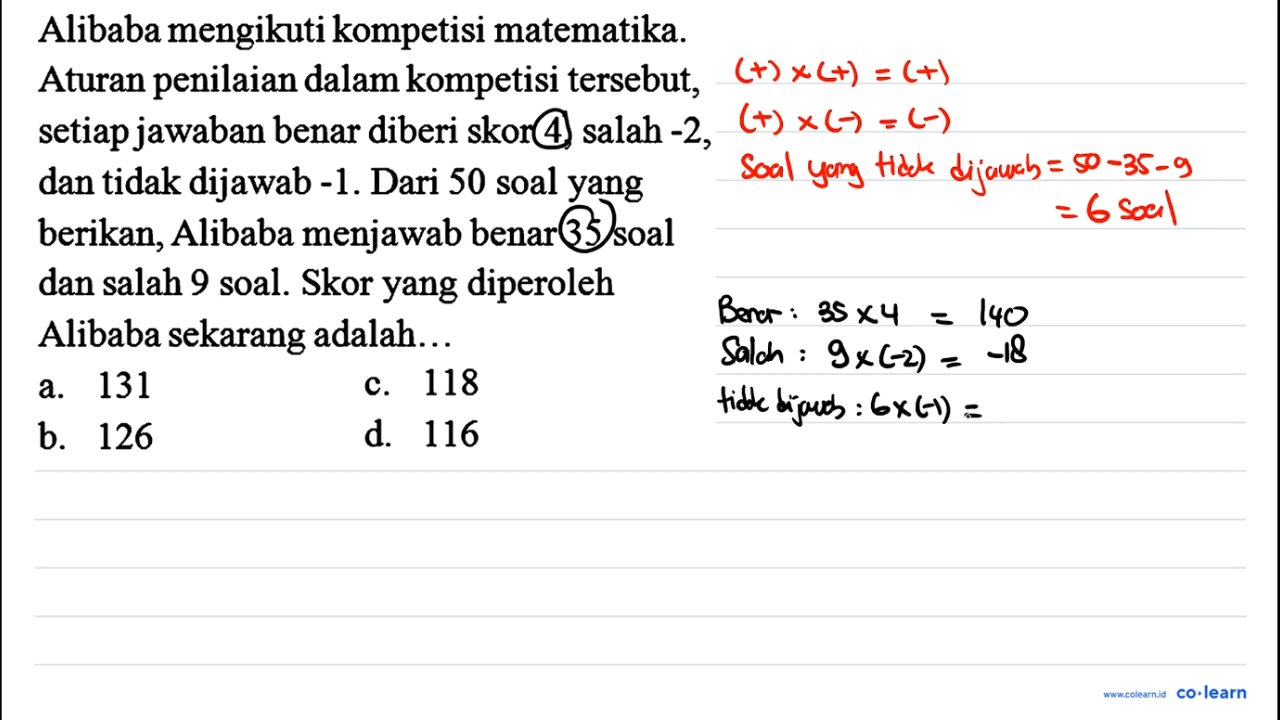 Alibaba mengikuti kompetisi matematika.
Aturan penilaian dalam kompetisi tersebut,
setiap jawaban benar diberi skor 4, salah -2,
dan tidak dijawab -1. Dari 50 soal yang
berikan, Alibaba menjawab benar 35 soal
dan salah 9 soal. Skor yang diperoleh
Alibaba sekarang adalah...
a. 131 c. 118
b. 126 d. 116
(+) × (+) = (+)
(+) × (-) = (-)
Soal yang tidak dijawab = 50 - 35 - 9
= 6 Soal
Benar : 35 × 4 = 140
Salah : 9 × (-2) = -18
tidak dijawab : 6 × (-1) =
www.colearn.id co·learn